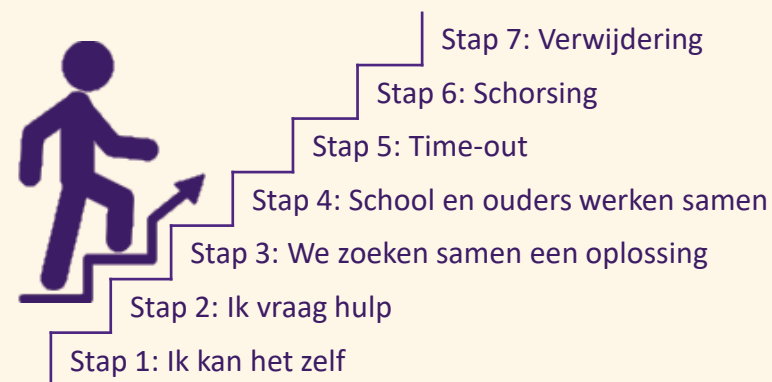 Stap 7: Verwijdering
Stap 6: Schorsing
Stap 5: Time-out
Stap 4: School en ouders werken samen
Stap 3: We zoeken samen een oplossing
Stap 2: Ik vraag hulp
Stap 1: Ik kan het zelf